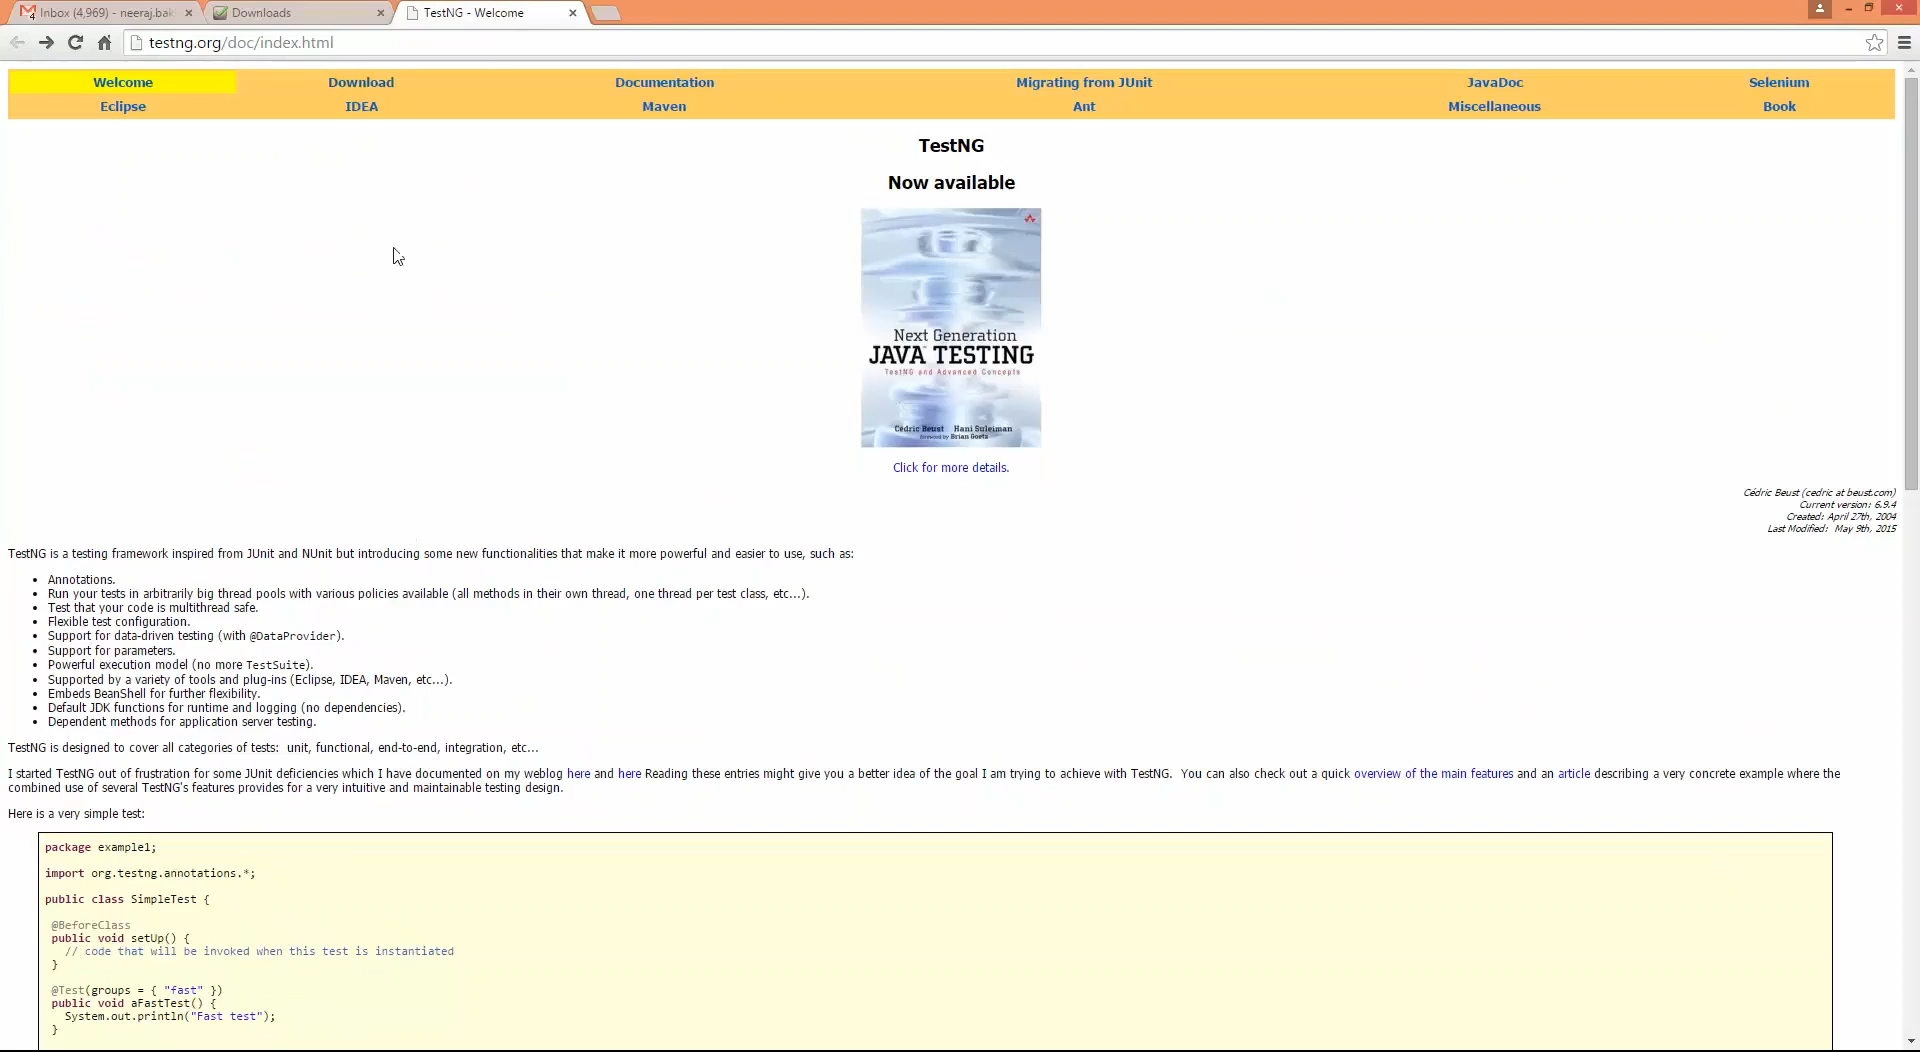 Inbox (4,969) - neeraj.bak
Downloads
TestNG - Welcome
testng.org/doc/index.html
Welcome Download Documentation Migrating from JUnit JavaDoc Selenium
Eclipse IDEA Maven Ant Miscellaneous Book
TestNG
Now available
Next Generation
JAVA TESTING
TestNG and Advanced Concepts
Cédric Beust Hani Suleiman
foreword by Brian Goetz
Click for more details.
Cédric Beust (cedric at beust.com)
Current version: 6.9.4
Created: April 27th, 2004
Last Modified: May 9th, 2015
TestNG is a testing framework inspired from JUnit and NUnit but introducing some new functionalities that make it more powerful and easier to use, such as:
• Annotations.
• Run your tests in arbitrarily big thread pools with various policies available (all methods in their own thread, one thread per test class, etc...).
• Test that your code is multithread safe.
• Flexible test configuration.
• Support for data-driven testing (with @DataProvider).
• Support for parameters.
• Powerful execution model (no more TestSuite).
• Supported by a variety of tools and plug-ins (Eclipse, IDEA, Maven, etc...).
• Embeds BeanShell for further flexibility.
• Default JDK functions for runtime and logging (no dependencies).
• Dependent methods for application server testing.
TestNG is designed to cover all categories of tests: unit, functional, end-to-end, integration, etc...
I started TestNG out of frustration for some JUnit deficiencies which I have documented on my weblog here and here Reading these entries might give you a better idea of the goal I am trying to achieve with TestNG. You can also check out a quick overview of the main features and an article describing a very concrete example where the
combined use of several TestNG's features provides for a very intuitive and maintainable testing design.
Here is a very simple test:
package example1;
import org.testng.annotations.*;
public class SimpleTest {
@BeforeClass
public void setUp() {
// code that will be invoked when this test is instantiated
}
@Test(groups = { "fast" })
public void aFastTest() {
System.out.println("Fast test");
}